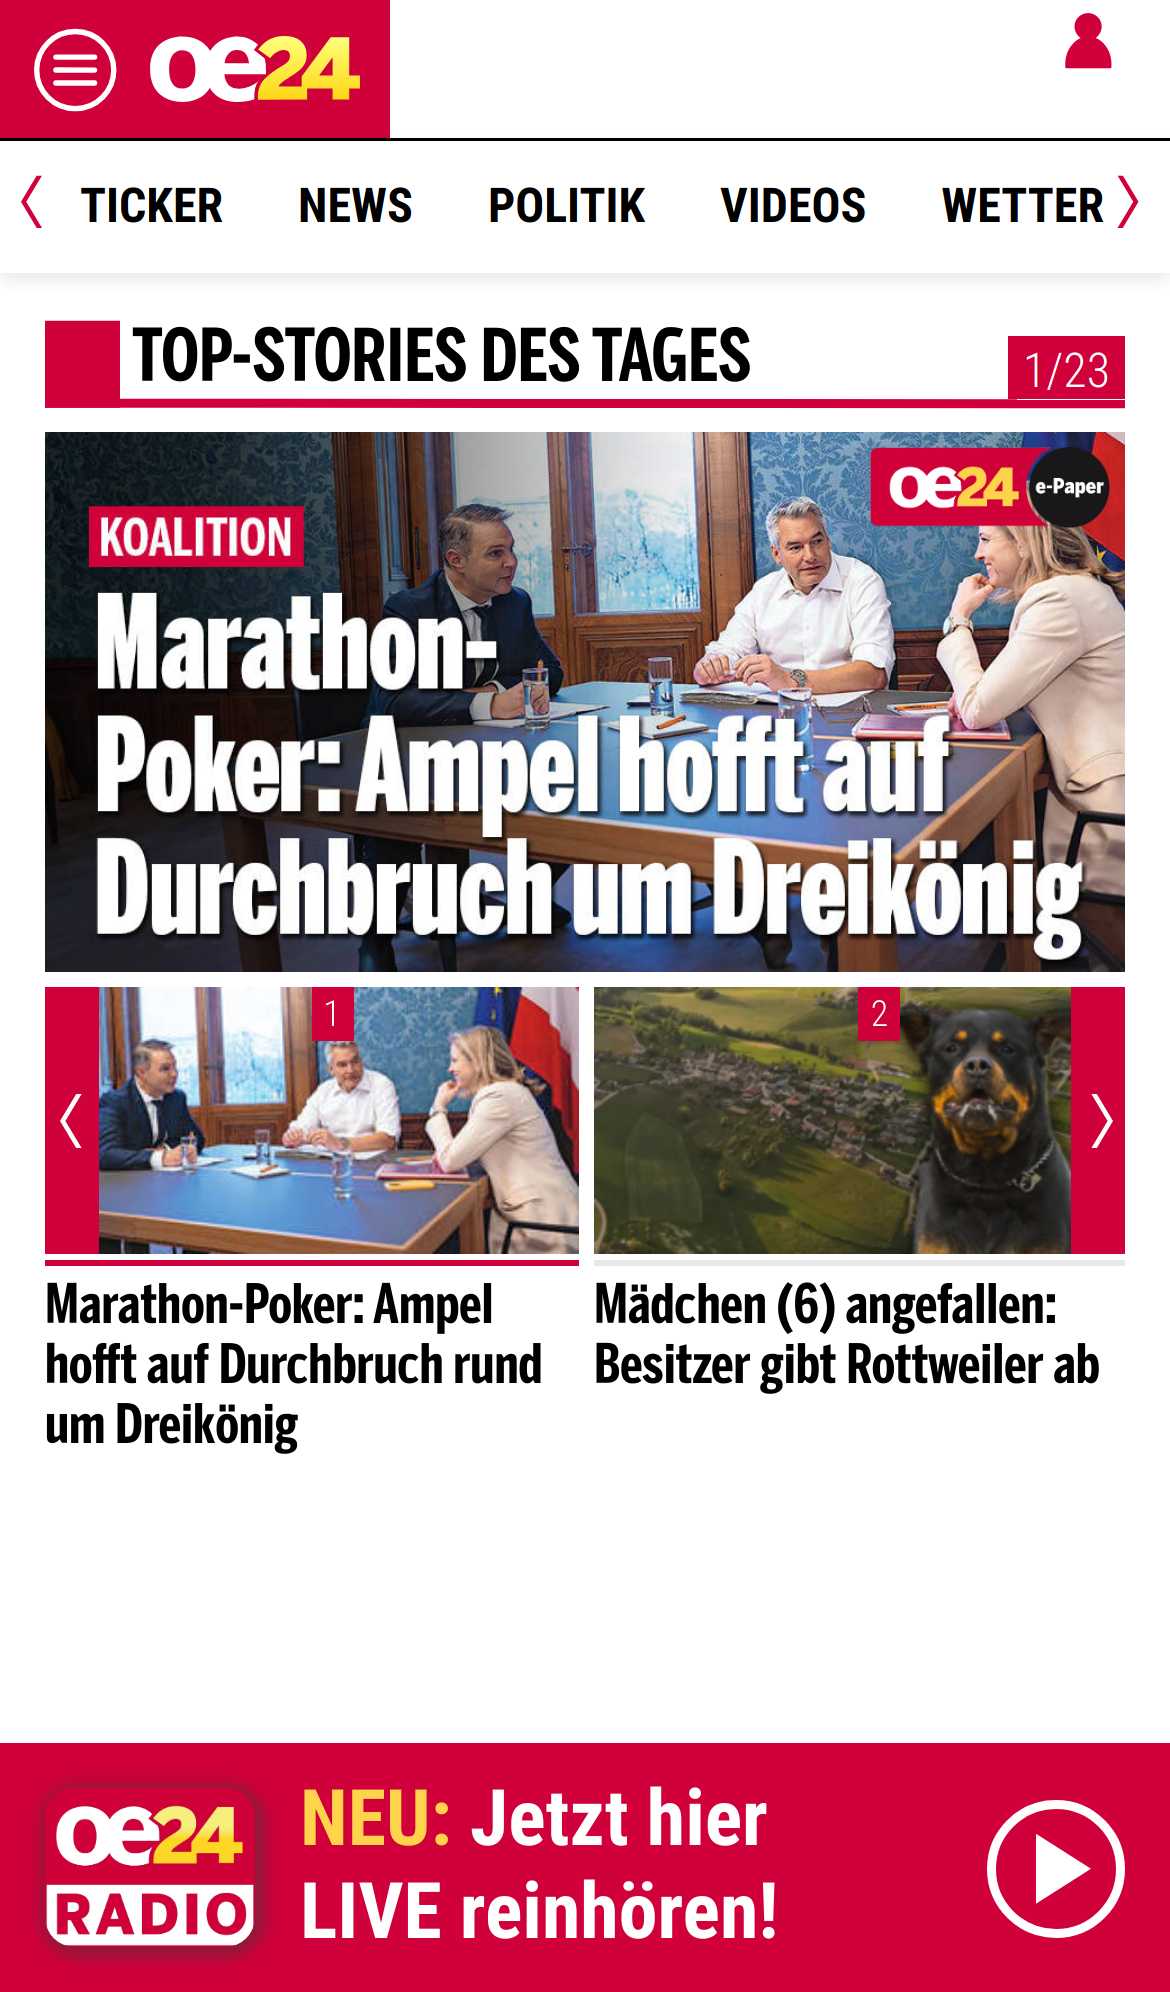 oe24
TICKER NEWS POLITIK VIDEOS WETTER
TOP-STORIES DES TAGES
1/23
oe24 e-Paper
KOALITION
Marathon-
Poker: Ampel hofft auf
Durchbruch um Dreikönig
1
Marathon-Poker: Ampel
hofft auf Durchbruch rund
um Dreikönig
2
Mädchen (6) angefallen:
Besitzer gibt Rottweiler ab
oe24
RADIO
NEU: Jetzt hier
LIVE reinhören!